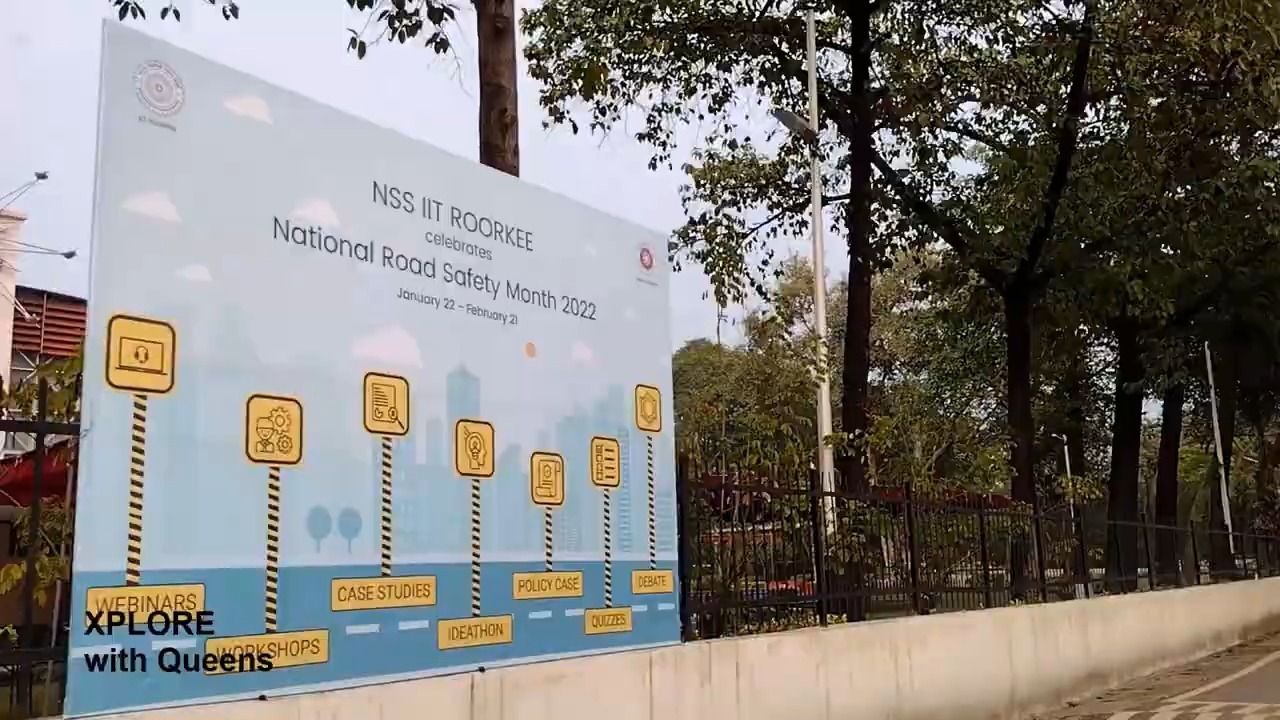 NSS IIT ROORKEE
celebrates
National Road Safety Month 2022
January 22 - February 21
WEBINARS
WORKSHOPS
CASE STUDIES
IDEATHON
POLICY CASE
QUIZZES
DEBATE
XPLORE
with Queens